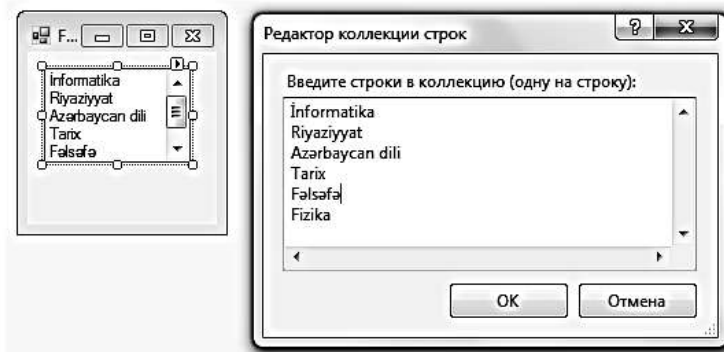 F...
İnformatika
Riyaziyyat
Azərbaycan dili
Tarix
Fəlsəfə
Редактор коллекции строк
Введите строки в коллекцию (одну на строку):
İnformatika
Riyaziyyat
Azərbaycan dili
Tarix
Fəlsəfə
Fizika
OK
Отмена